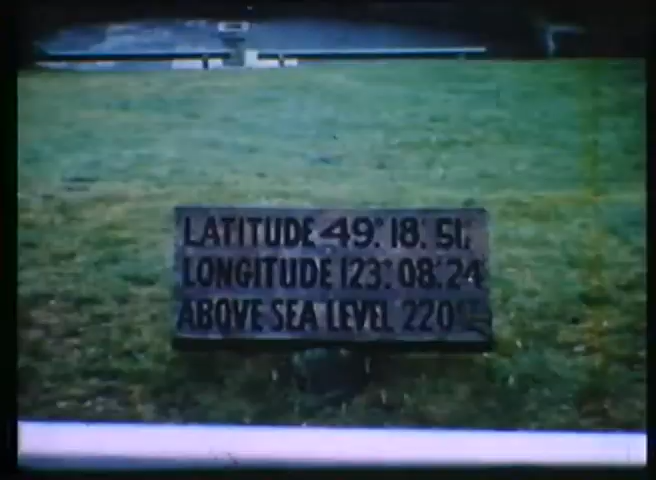 LATITUDE 49° 18' 51"
LONGITUDE 123° 08' 24"
ABOVE SEA LEVEL 220